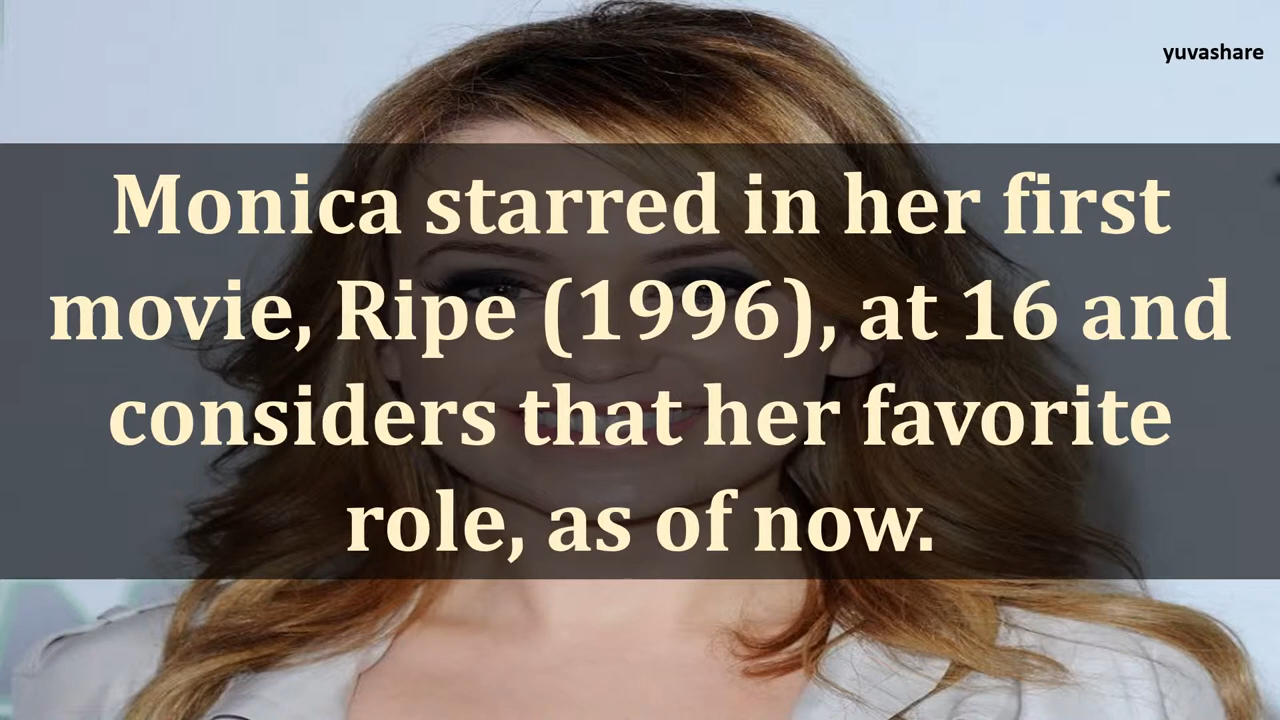 yuvashare
Monica starred in her first
movie, Ripe (1996), at 16 and
considers that her favorite
role, as of now.